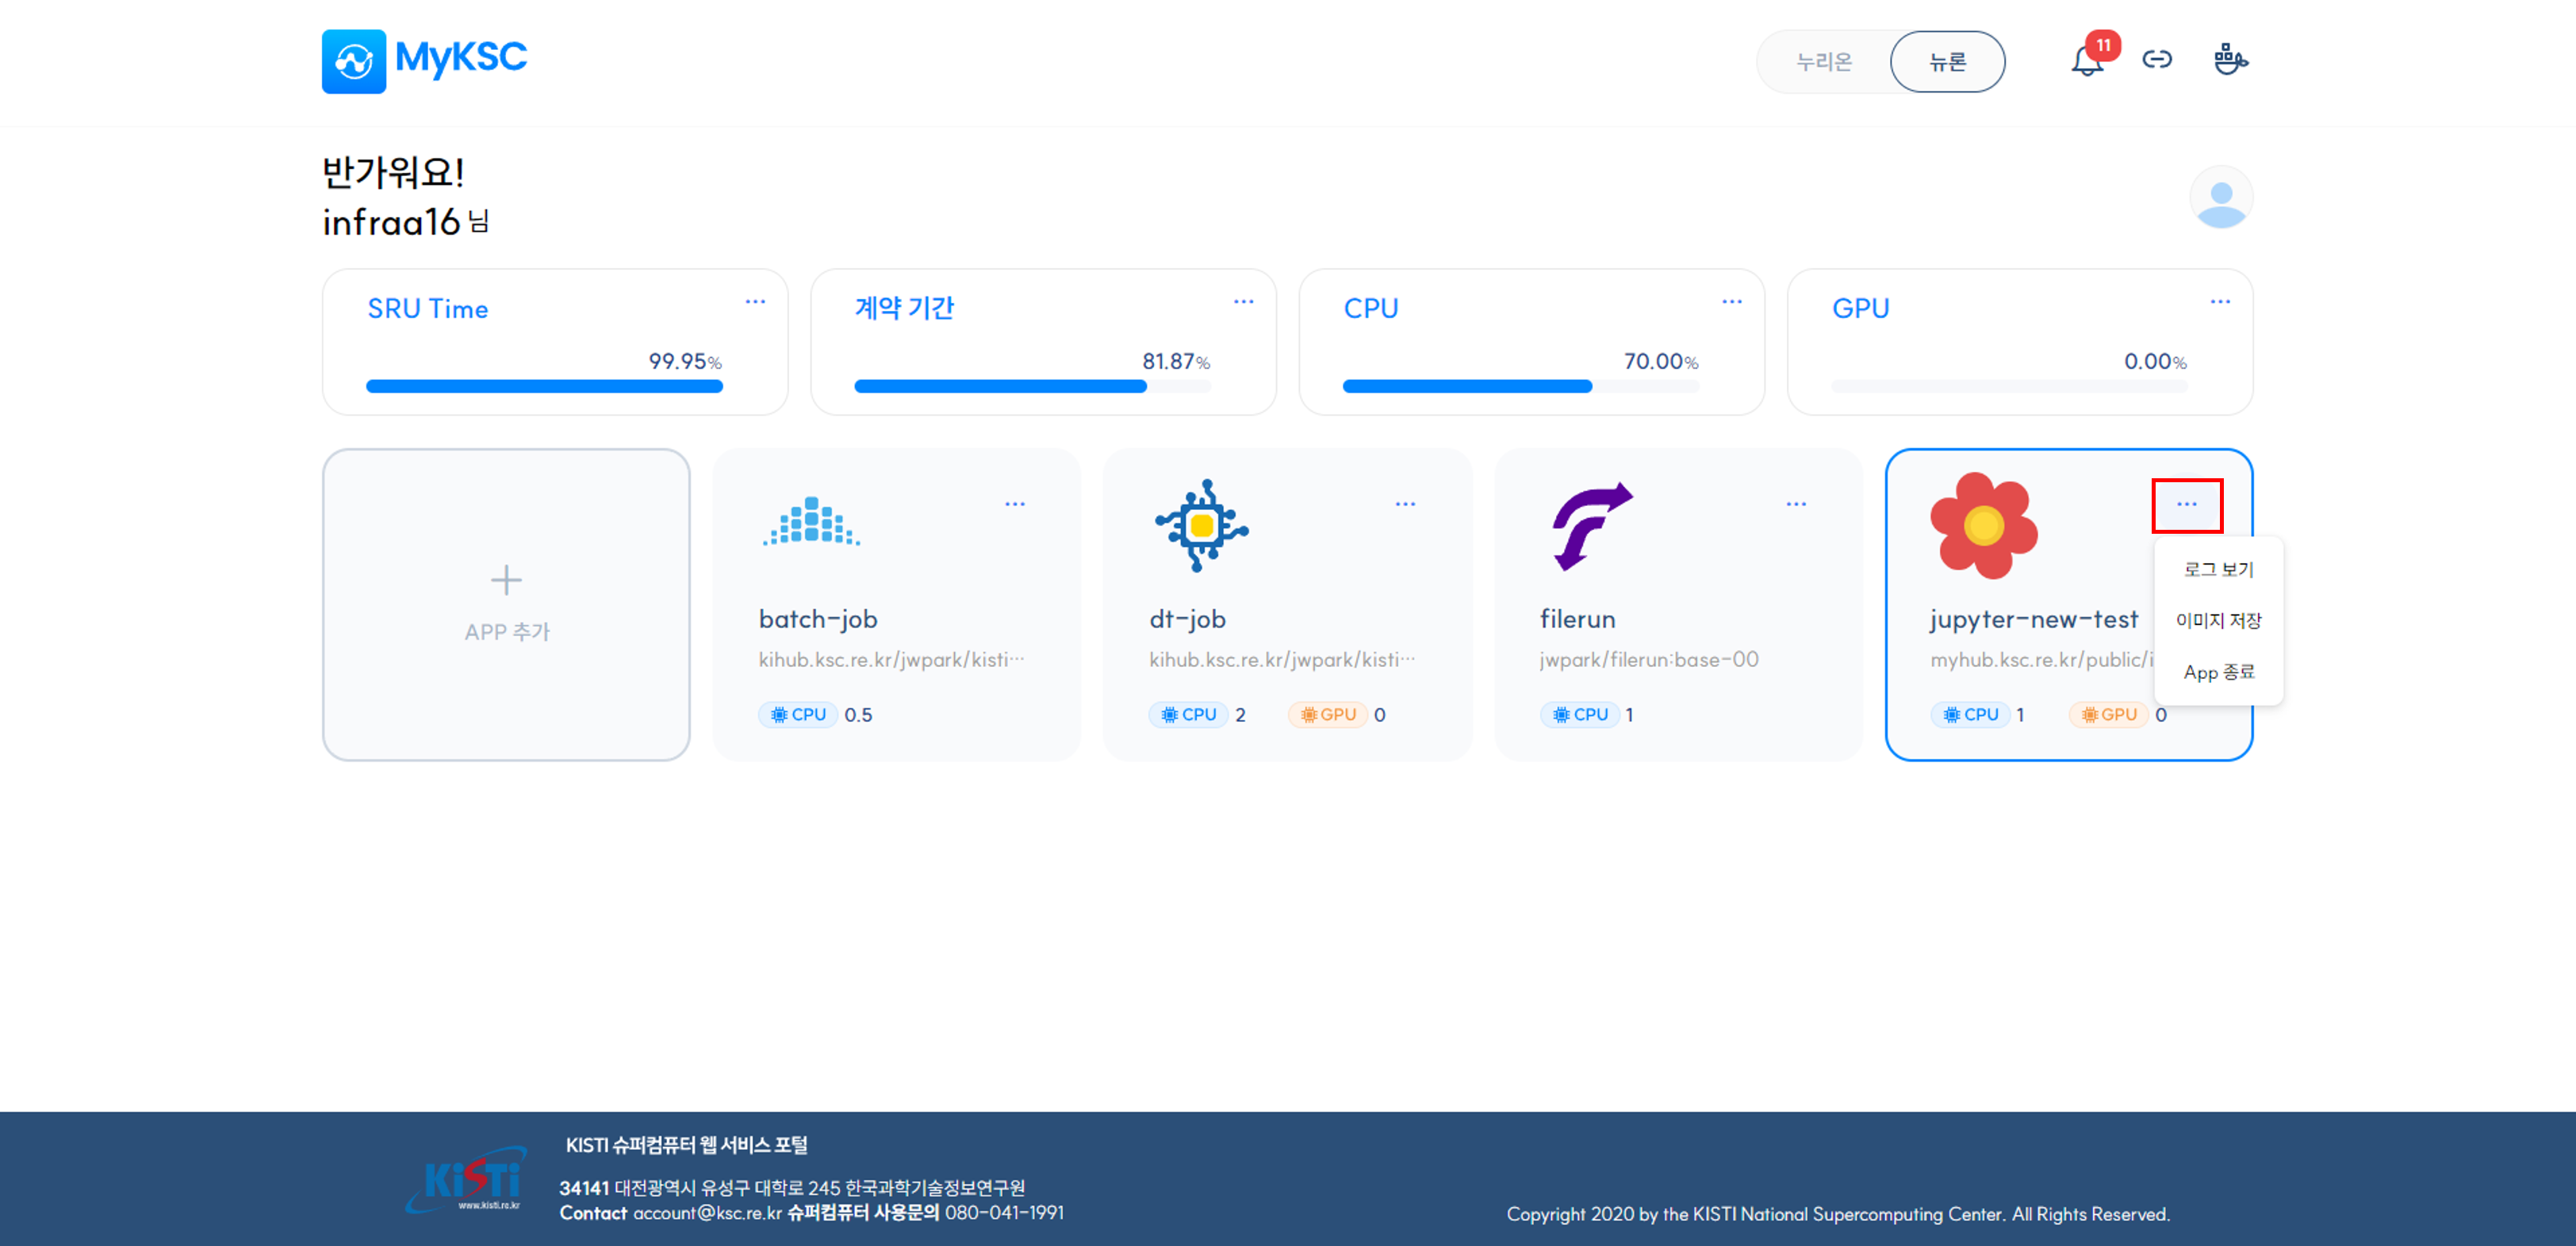 MyKSC
누리온
뉴론
11
반가워요!
infraa16 님
SRU Time
99.95%
계약 기간
81.87%
CPU
70.00%
GPU
0.00%
APP 추가
batch-job
kihub.ksc.re.kr/jwpark/kisti···
CPU 0.5
dt-job
kihub.ksc.re.kr/jwpark/kisti···
CPU 2 GPU 0
filerun
jwpark/filerun:base-00
CPU 1
jupyter-new-test
myhub.ksc.re.kr/public/i
CPU 1 GPU 0
로그 보기
이미지 저장
App 종료
KiSTi
www.kisti.re.kr
KISTI 슈퍼컴퓨터 웹 서비스 포털
34141 대전광역시 유성구 대학로 245 한국과학기술정보연구원
Contact account@ksc.re.kr 슈퍼컴퓨터 사용문의 080-041-1991
Copyright 2020 by the KISTI National Supercomputing Center. All Rights Reserved.